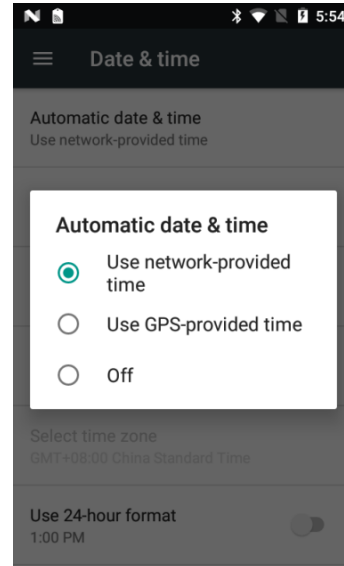 5:54
Date & time
Automatic date & time
Use network-provided time
Automatic date & time
Use network-provided
time
Use GPS-provided time
Off
Select time zone
GMT+08:00 China Standard Time
Use 24-hour format
1:00 PM